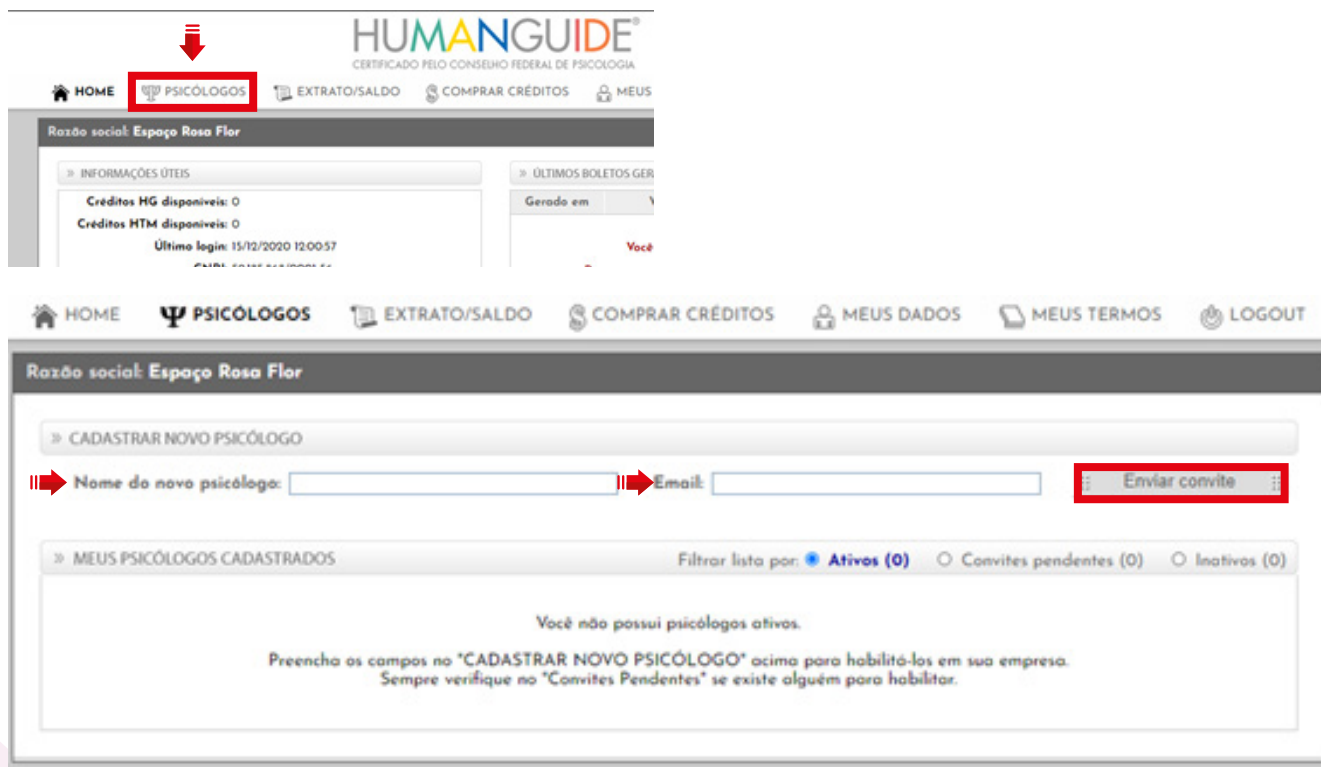 HUMANGUIDE®
CERTIFICADO PELO CONSELHO FEDERAL DE PSICOLOGIA
HOME PSICÓLOGOS EXTRATO/SALDO COMPRAR CRÉDITOS MEUS
Razão social: Espaço Rosa Flor
» INFORMAÇÕES ÚTEIS » ÚLTIMOS BOLETOS GER
Créditos HG disponiveis: 0 Gerado em V
Créditos HTM disponiveis: 0
Último login: 15/12/2020 12:00:57 Você
HOME Ψ PSICÓLOGOS EXTRATO/SALDO COMPRAR CRÉDITOS MEUS DADOS MEUS TERMOS LOGOUT
Razão social: Espaço Rosa Flor
» CADASTRAR NOVO PSICÓLOGO
Nome do novo psicólogo: Email: Enviar convite
» MEUS PSICÓLOGOS CADASTRADOS Filtrar lista por: Ativos (0) Convites pendentes (0) Inativos (0)
Você não possui psicólogos ativos.
Preencha os campos no "CADASTRAR NOVO PSICÓLOGO" acima para habilitá-los em sua empresa.
Sempre verifique no "Convites Pendentes" se existe alguém para habilitar.